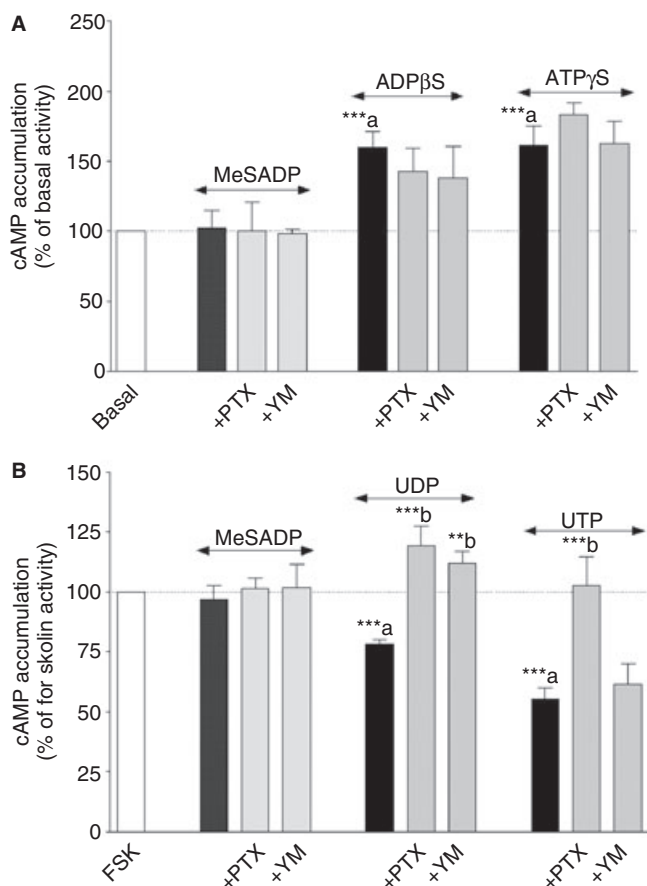 A
cAMP accumulation
(% of basal activity)
250
200
150
100
50
0
MeSADP
ADPβS
ATPγS
***a
***a
Basal
+PTX
+YM
+PTX
+YM
+PTX
+YM
B
cAMP accumulation
(% of for skolin activity)
150
125
100
75
50
25
0
MeSADP
UDP
UTP
***b
**b
***b
***a
***a
FSK
+PTX
+YM
+PTX
+YM
+PTX
+YM